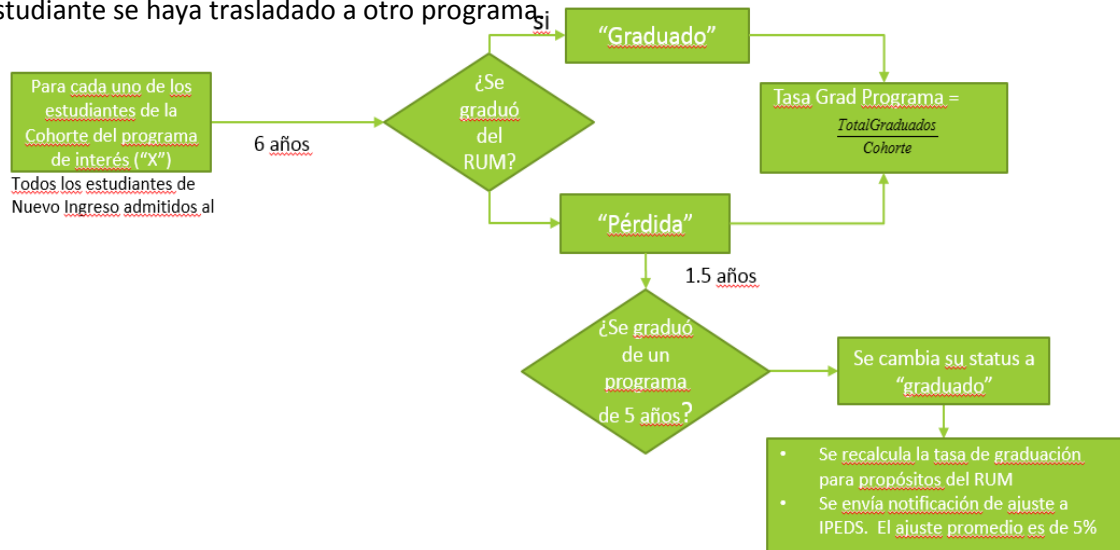 studiante se haya trasladado a otro programa.
si
“Graduado”
Para cada uno de los
estudiantes de la
Cohorte del programa
de interés (“X”)
Todos los estudiantes de
Nuevo Ingreso admitidos al
6 años
¿Se
graduó
del
RUM?
Tasa Grad Programa =
TotalGraduados
Cohorte
“Pérdida”
1.5 años
¿Se graduó
de un
programa
de 5 años?
Se cambia su status a
“graduado”
• Se recalcula la tasa de graduación
para propósitos del RUM
• Se envía notificación de ajuste a
IPEDS. El ajuste promedio es de 5%